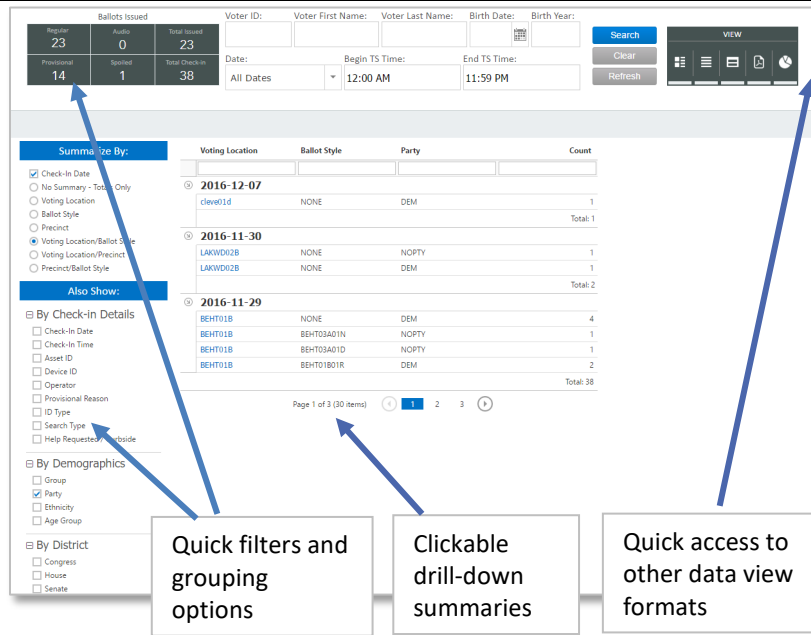 Ballots Issued
Regular Audio Total Issued
23 0 23
Provisional Spoiled Total Check-in
14 1 38
Voter ID: Voter First Name: Voter Last Name: Birth Date: Birth Year:
Date: Begin TS Time: End TS Time:
All Dates 12:00 AM 11:59 PM
Search
Clear
Refresh
VIEW
Summarize By:
Check-In Date
No Summary - Totals Only
Voting Location
Ballot Style
Precinct
Voting Location/Ballot Style
Voting Location/Precinct
Precinct/Ballot Style
Also Show:
By Check-in Details
Check-In Date
Check-In Time
Asset ID
Device ID
Operator
Provisional Reason
ID Type
Search Type
Help Requested / Curbside
By Demographics
Group
Party
Ethnicity
Age Group
By District
Congress
House
Senate
Voting Location Ballot Style Party Count
2016-12-07
cleve01d NONE DEM 1
Total: 1
2016-11-30
LAKWD02B NONE NOPTY 1
LAKWD02B NONE DEM 1
Total: 2
2016-11-29
BEHT01B NONE DEM 4
BEHT01B BEHT03A01N NOPTY 1
BEHT01B BEHT03A01D NOPTY 1
BEHT01B BEHT01B01R DEM 2
Total: 38
Page 1 of 3 (30 items) 1 2 3
Quick filters and
grouping
options
Clickable
drill-down
summaries
Quick access to
other data view
formats